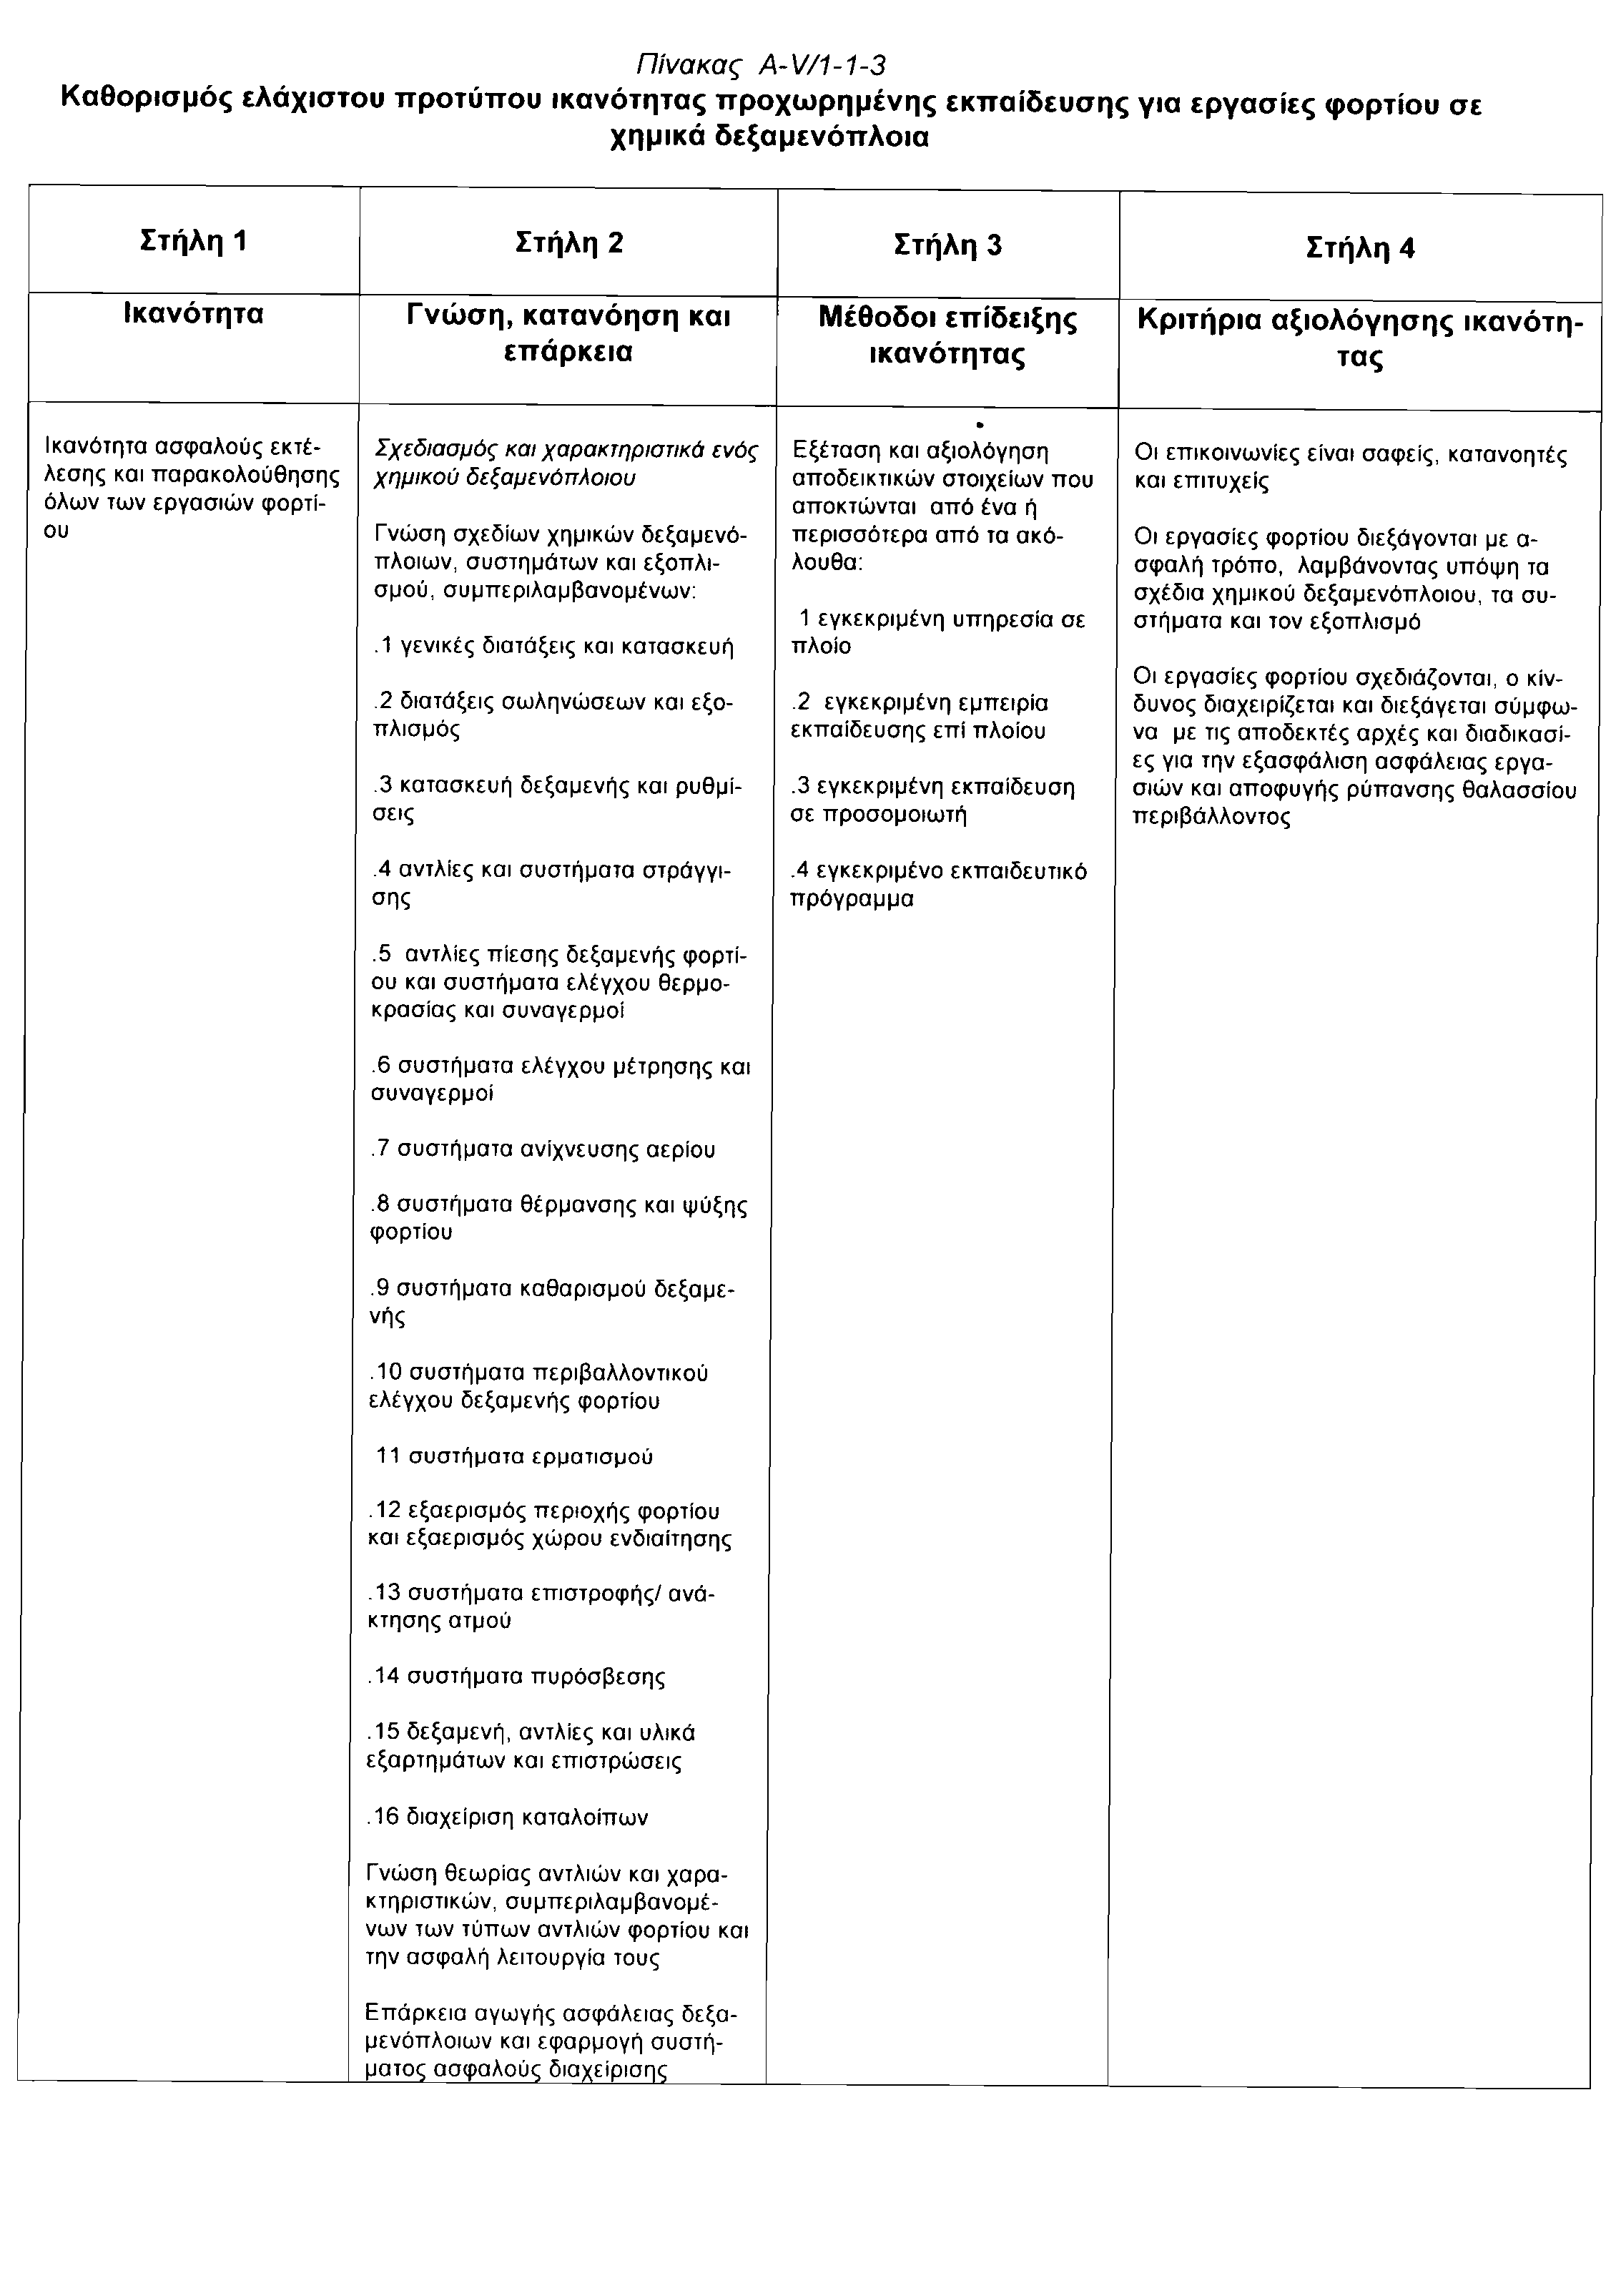 Πίνακας Α-V/1-1-3
Καθορισμός ελάχιστου προτύπου ικανότητας προχωρημένης εκπαίδευσης για εργασίες φορτίου σε
χημικά δεξαμενόπλοια
Στήλη 1
Στήλη 2
Στήλη 3
Στήλη 4
Ικανότητα
Γνώση, κατανόηση και
επάρκεια
Μέθοδοι επίδειξης
ικανότητας
Κριτήρια αξιολόγησης ικανότη-
τας
Ικανότητα ασφαλούς εκτέ-
λεσης και παρακολούθησης
όλων των εργασιών φορτί-
ου
Σχεδιασμός και χαρακτηριστικά ενός
χημικού δεξαμενόπλοιου
Γνώση σχεδίων χημικών δεξαμενό-
πλοιων, συστημάτων και εξοπλι-
σμού, συμπεριλαμβανομένων:
.1 γενικές διατάξεις και κατασκευή
.2 διατάξεις σωληνώσεων και εξο-
πλισμός
.3 κατασκευή δεξαμενής και ρυθμί-
σεις
.4 αντλίες και συστήματα στράγγι-
σης
.5 αντλίες πίεσης δεξαμενής φορτί-
ου και συστήματα ελέγχου θερμο-
κρασίας και συναγερμοί
.6 συστήματα ελέγχου μέτρησης και
συναγερμοί
.7 συστήματα ανίχνευσης αερίου
.8 συστήματα θέρμανσης και ψύξης
φορτίου
.9 συστήματα καθαρισμού δεξαμε-
νής
.10 συστήματα περιβαλλοντικού
ελέγχου δεξαμενής φορτίου
11 συστήματα ερματισμού
.12 εξαερισμός περιοχής φορτίου
και εξαερισμός χώρου ενδιαίτησης
.13 συστήματα επιστροφής/ ανά-
κτησης ατμού
.14 συστήματα πυρόσβεσης
.15 δεξαμενή, αντλίες και υλικά
εξαρτημάτων και επιστρώσεις
.16 διαχείριση καταλοίπων
Γνώση θεωρίας αντλιών και χαρα-
κτηριστικών, συμπεριλαμβανομέ-
νων των τύπων αντλιών φορτίου και
την ασφαλή λειτουργία τους
Επάρκεια αγωγής ασφάλειας δεξα-
μενόπλοιων και εφαρμογή συστή-
ματος ασφαλούς διαχείρισης
Εξέταση και αξιολόγηση
αποδεικτικών στοιχείων που
αποκτώνται από ένα ή
περισσότερα από τα ακό-
λουθα:
1 εγκεκριμένη υπηρεσία σε
πλοίο
.2 εγκεκριμένη εμπειρία
εκπαίδευσης επί πλοίου
.3 εγκεκριμένη εκπαίδευση
σε προσομοιωτή
.4 εγκεκριμένο εκπαιδευτικό
πρόγραμμα
Οι επικοινωνίες είναι σαφείς, κατανοητές
και επιτυχείς
Οι εργασίες φορτίου διεξάγονται με α-
σφαλή τρόπο, λαμβάνοντας υπόψη τα
σχέδια χημικού δεξαμενόπλοιου, τα συ-
στήματα και τον εξοπλισμό
Οι εργασίες φορτίου σχεδιάζονται, ο κίν-
δυνος διαχειρίζεται και διεξάγεται σύμφω-
να με τις αποδεκτές αρχές και διαδικασί-
ες για την εξασφάλιση ασφάλειας εργα-
σιών και αποφυγής ρύπανσης θαλασσίου
περιβάλλοντος